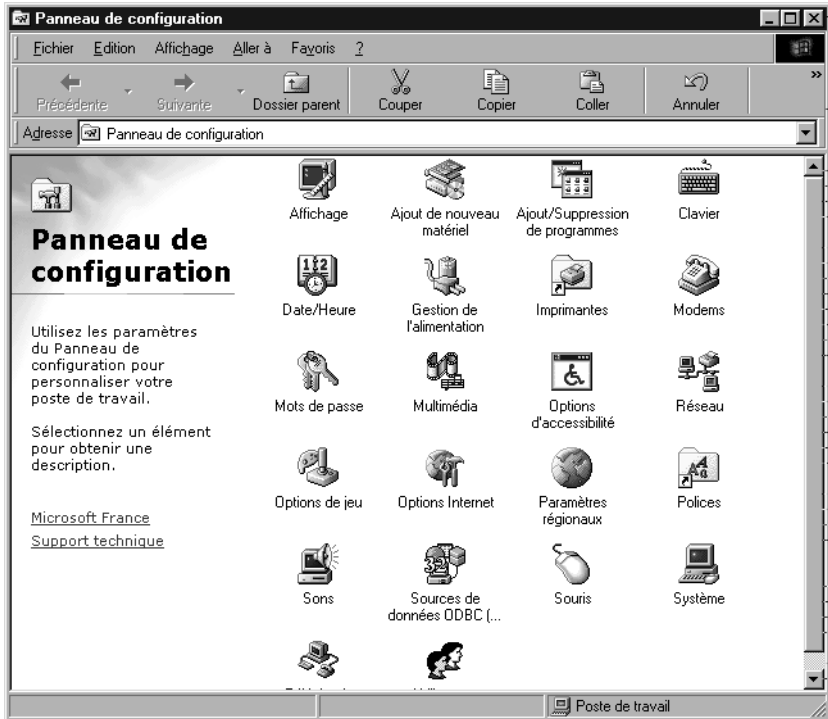 Panneau de configuration
Fichier Edition Affichage Aller à Favoris ?
Précédente Suivante Dossier parent Couper Copier Coller Annuler »
Adresse Panneau de configuration
Panneau de
configuration
Utilisez les paramètres
du Panneau de
configuration pour
personnaliser votre
poste de travail.
Sélectionnez un élément
pour obtenir une
description.
Microsoft France
Support technique
Affichage
Ajout de nouveau
matériel
Ajout/Suppression
de programmes
Clavier
Date/Heure
Gestion de
l'alimentation
Imprimantes
Modems
Mots de passe
Multimédia
Options
d'accessibilité
Réseau
Options de jeu
Options Internet
Paramètres
régionaux
Polices
Sons
Sources de
données ODBC (...
Souris
Système
Poste de travail